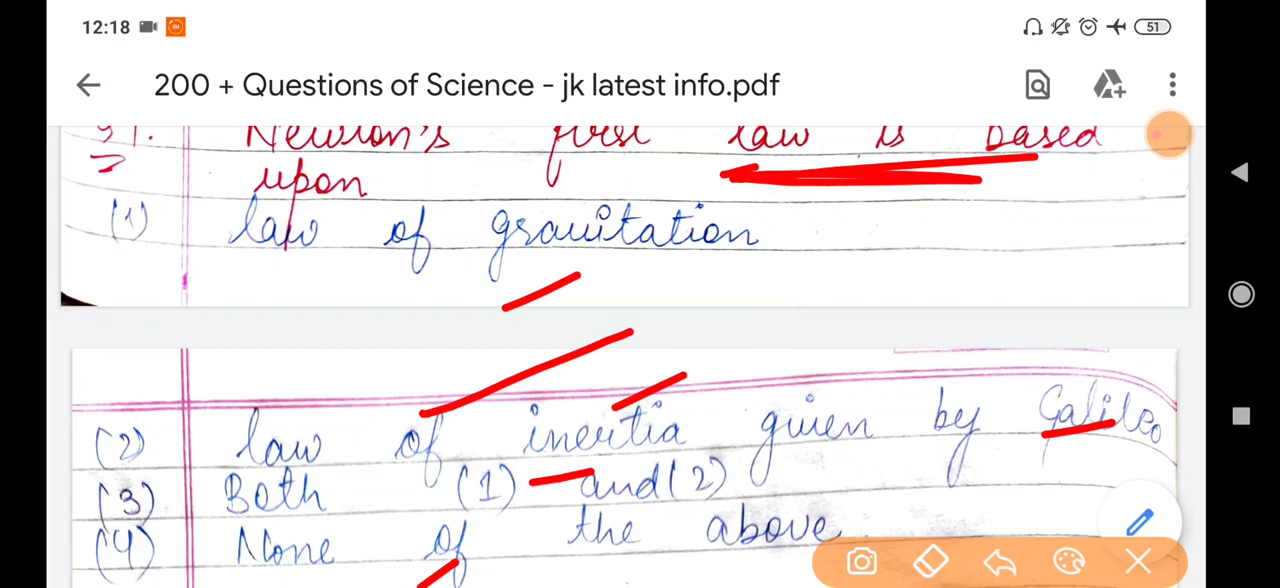 12:18
51
200 + Questions of Science - jk latest info.pdf
Newton's first law is based
upon
(1) law of gravitation
(2) law of inertia given by Galileo
(3) Both (1) and (2)
(4) None of the above